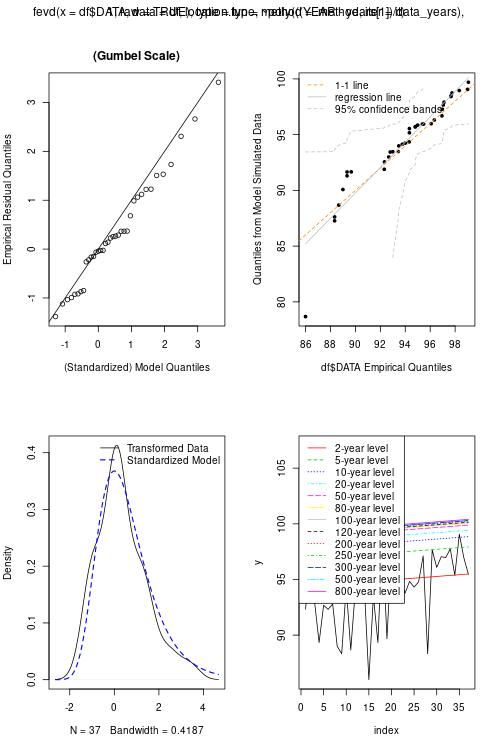 fevd(x = data_years),
(Gumbel Scale)
Empirical Residual Quantiles
-1 0 1 2 3
-1 0 1 2 3
(Standardized) Model Quantiles
Quantiles from Model Simulated Data
80 85 90 95 100
1-1 line
regression line
95% confidence bands
86 88 90 92 94 96 98
df$DATA Empirical Quantiles
Density
0.0 0.1 0.2 0.3 0.4
Transformed Data
Standardized Model
-2 0 2 4
N = 37 Bandwidth = 0.4187
y
90 95 100 105
2-year level
5-year level
10-year level
20-year level
50-year level
80-year level
100-year level
120-year level
200-year level
250-year level
300-year level
500-year level
800-year level
0 5 10 15 20 25 30 35
index